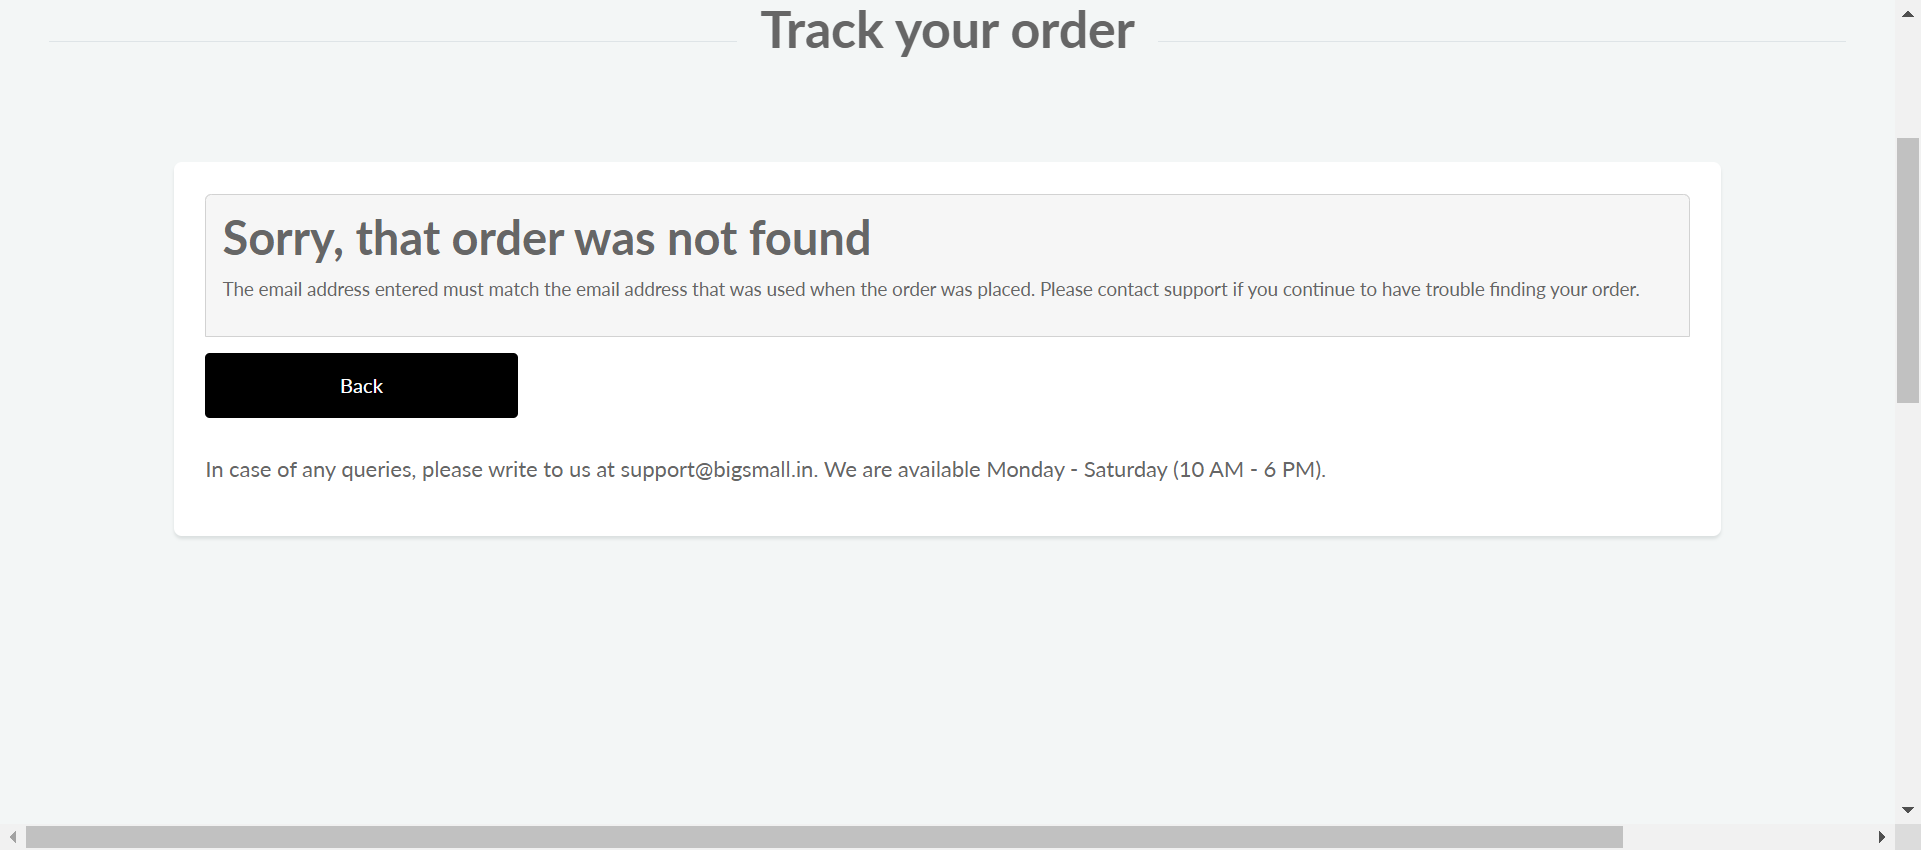 Track your order
Sorry, that order was not found
The email address entered must match the email address that was used when the order was placed. Please contact support if you continue to have trouble finding your order.
Back
In case of any queries, please write to us at support@bigsmall.in. We are available Monday - Saturday (10 AM - 6 PM).